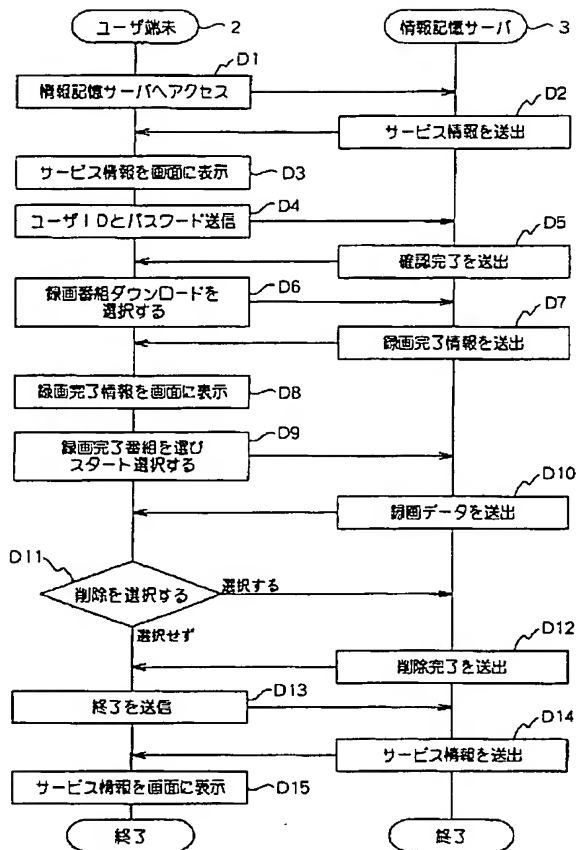 ユーザ端末 2
情報記憶サーバ 3
D1
情報記憶サーバへアクセス
D2
サービス情報を送出
サービス情報を画面に表示 D3
D4
ユーザIDとパスワード送信
D5
確認完了を送出
D6
録画番組ダウンロードを
選択する
D7
録画完了情報を送出
録画完了情報を画面に表示 D8
D9
録画完了番組を選び
スタート選択する
D10
録画データを送出
D11
削除を選択する
選択する
選択せず
D12
削除完了を送出
D13
終了を送信
D14
サービス情報を送出
サービス情報を画面に表示 D15
終了
終了